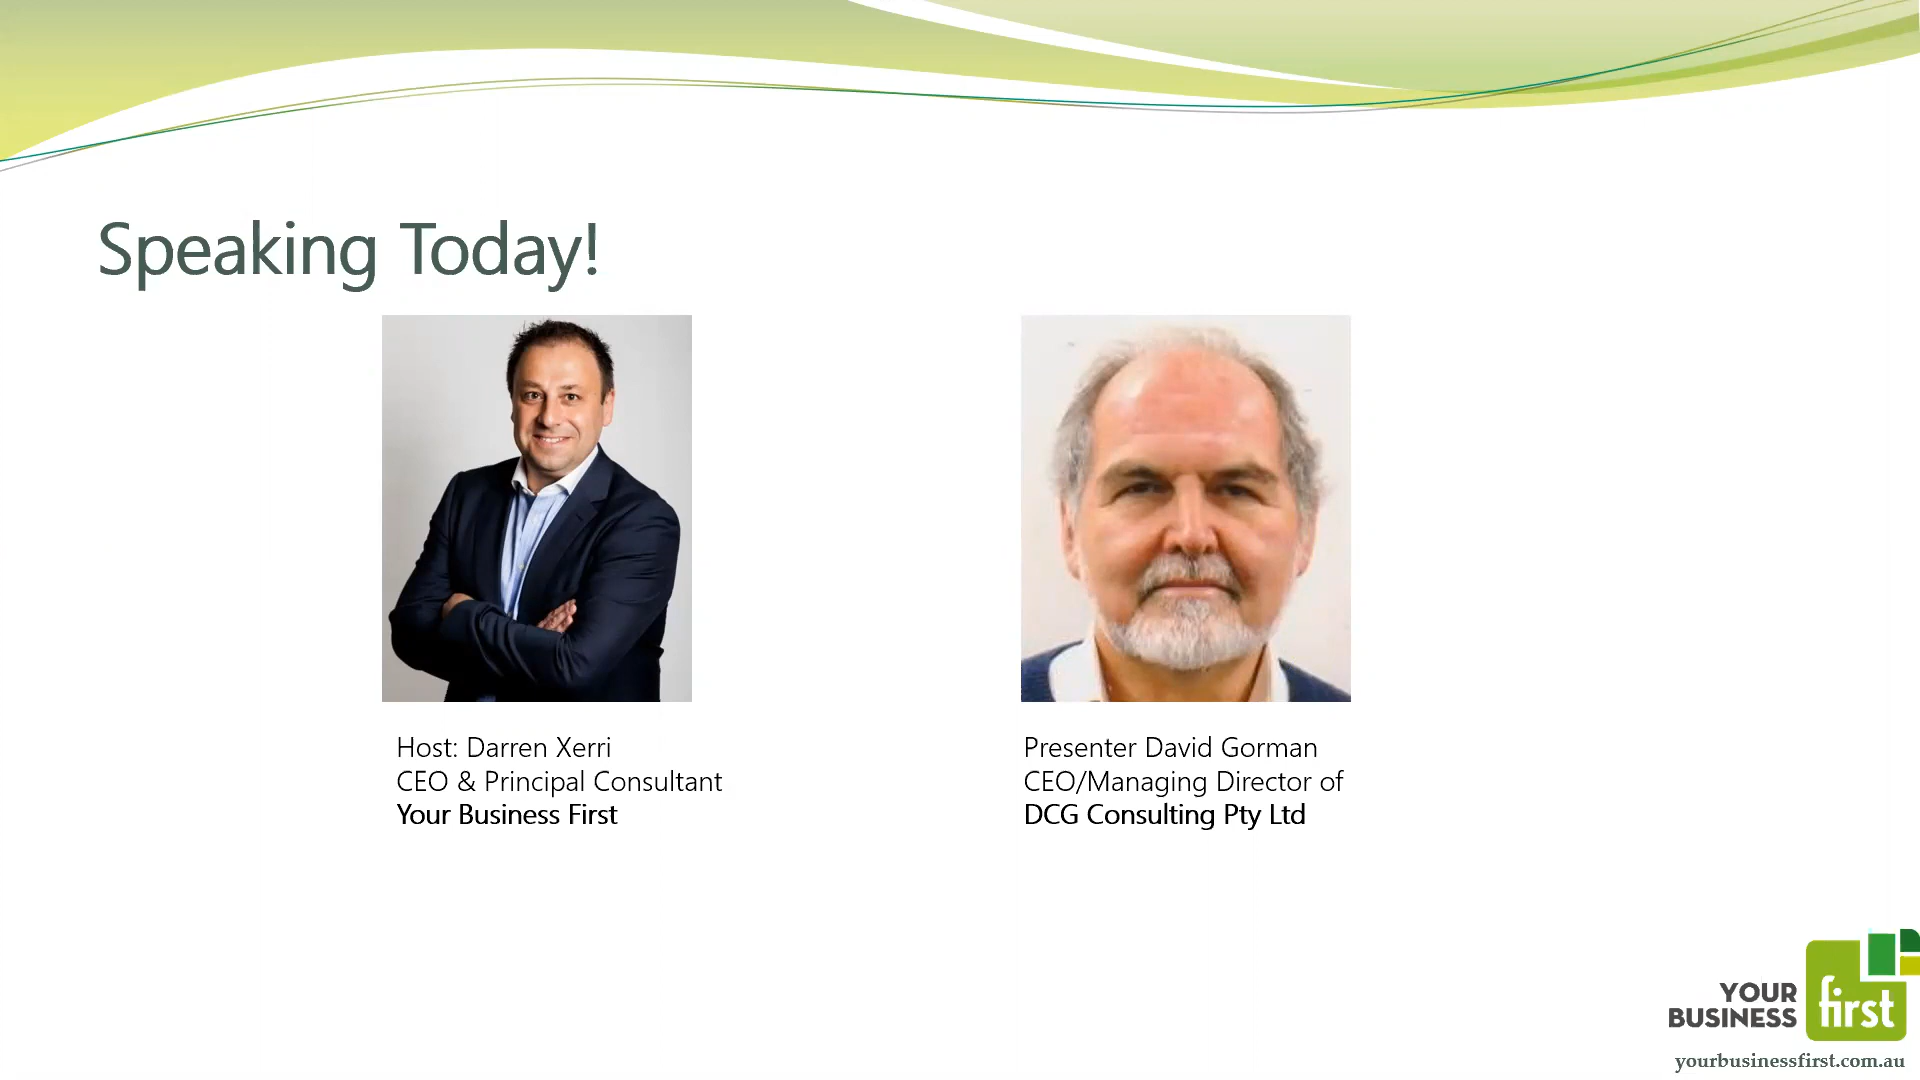 Speaking Today!
Host: Darren Xerri
CEO & Principal Consultant
Your Business First
Presenter David Gorman
CEO/Managing Director of
DCG Consulting Pty Ltd
YOUR
BUSINESS
first
yourbusinessfirst.com.au